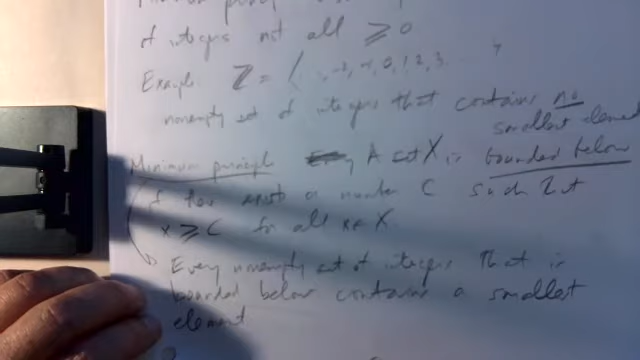 of integers not all ≥ 0
Example Z = { ..., -2, -1, 0, 1, 2, 3 ... }
nonempty set of integers that contains no
smallest element
Minimum principle A set X is bounded below
if there exists a number C such that
x ≥ C for all x ∈ X
Every nonempty set of integers that is
bounded below contains a smallest
element